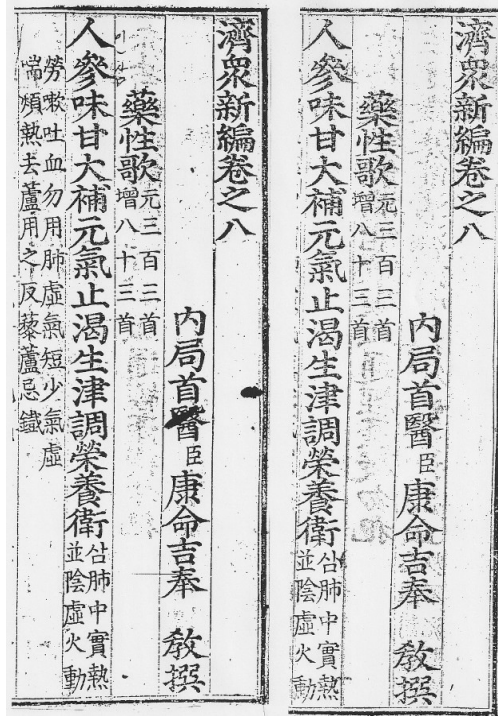 濟衆新編卷之八
內局首醫臣康命吉奉 敎撰
藥性歌元三百三首
增八十三首
人參味甘大補元氣止渴生津調榮養衛삼肺中實熱
並陰虛火動
濟衆新編卷之八
內局首醫臣康命吉奉 敎撰
藥性歌元三百三首
增八十三首
人參味甘大補元氣止渴生津調榮養衛삼肺中實熱
並陰虛火動
勞嗽吐血勿用肺虛氣短少氣虛
喘煩熱去蘆用之反藜蘆忌鐵